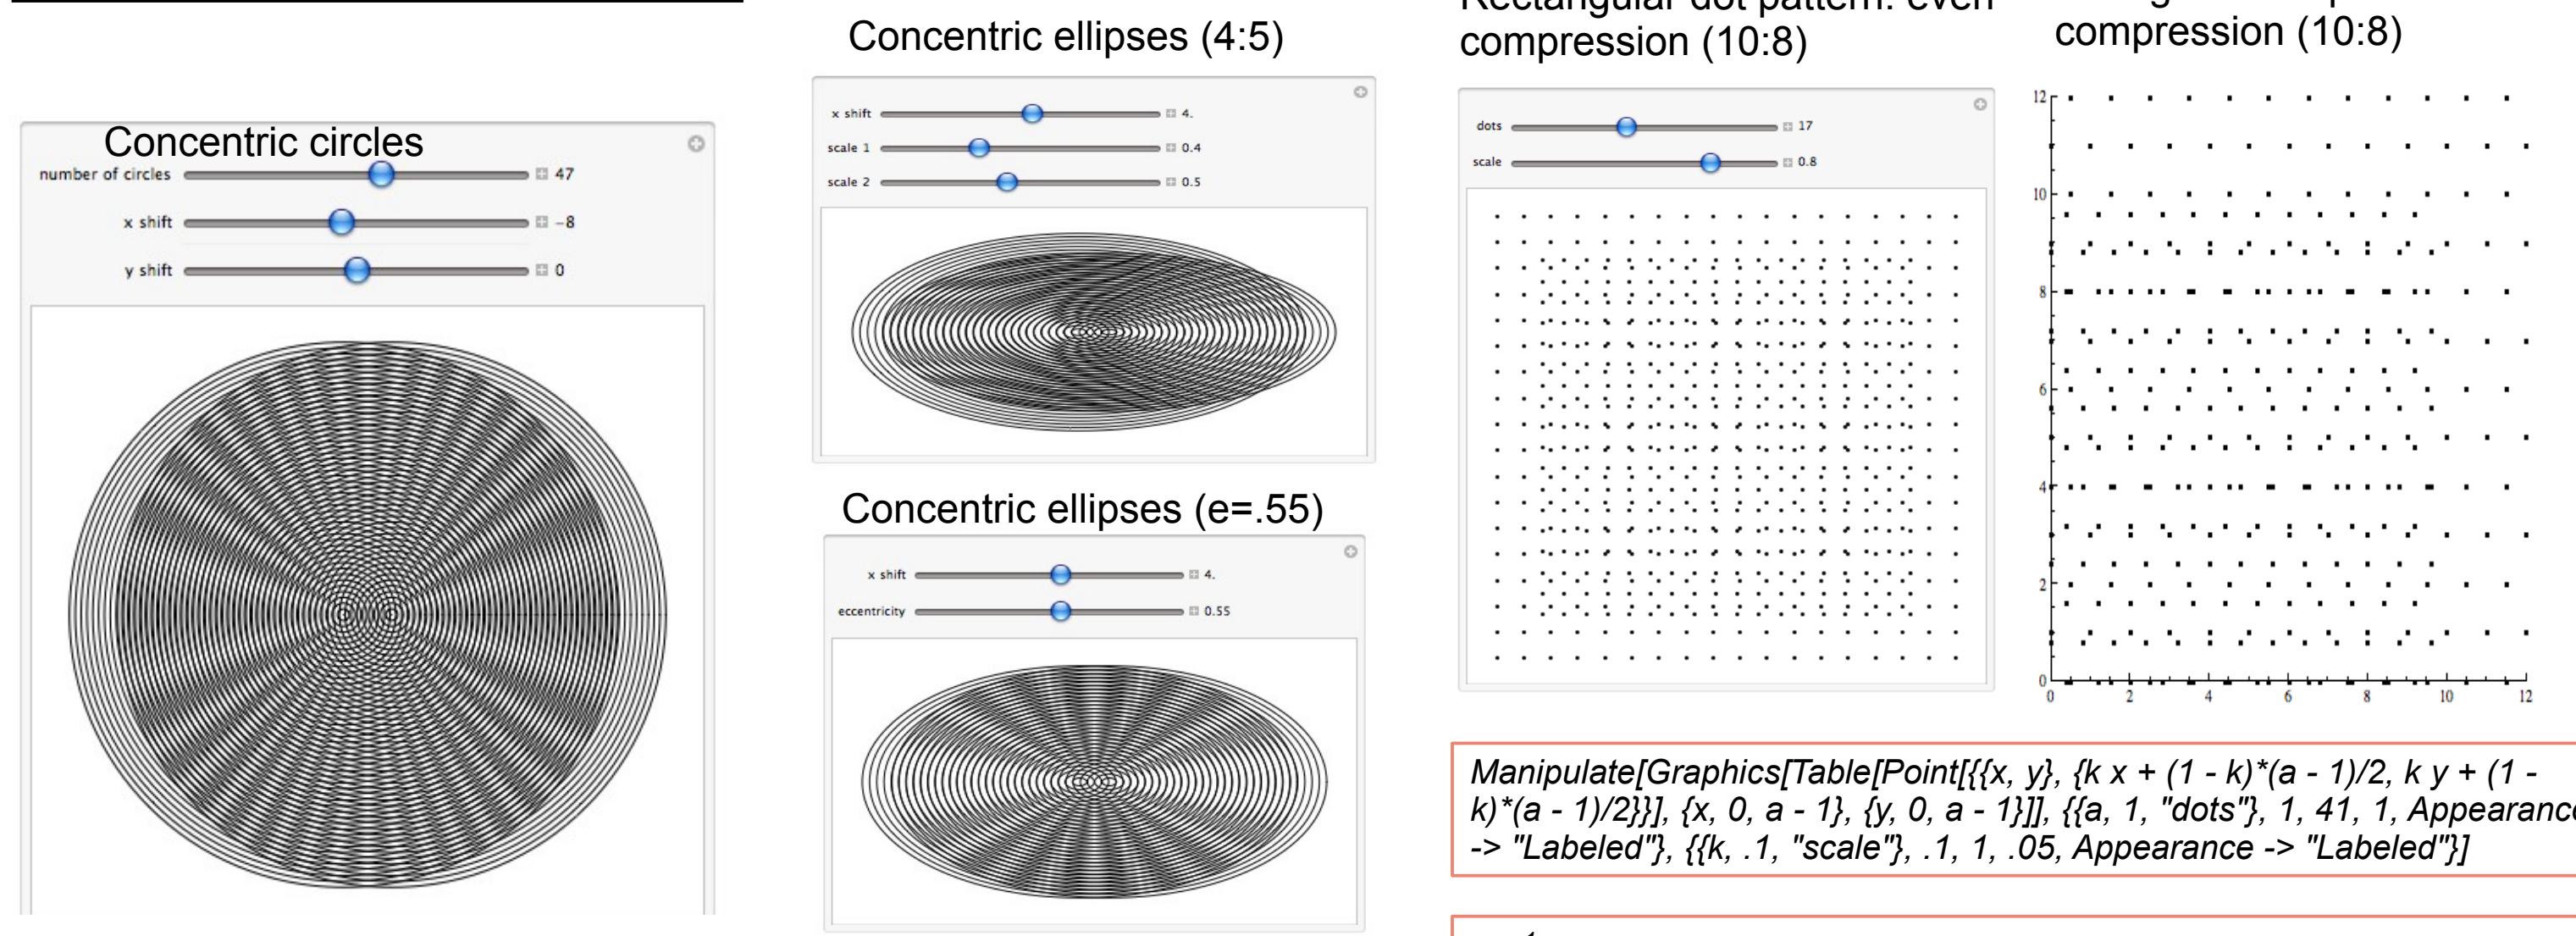 Concentric circles
number of circles 47
x shift −8
y shift 0
Concentric ellipses (4:5)
x shift 4.
scale 1 0.4
scale 2 0.5
Concentric ellipses (e=.55)
x shift 4.
eccentricity 0.55
Rectangular dot pattern: even
compression (10:8)
dots 17
scale 0.8
compression (10:8)
12
10
8
6
4
2
0
0 2 4 6 8 10 12
Manipulate[Graphics[Table[Point[{{x, y}, {k x + (1 - k)*(a - 1)/2, k y + (1 -
k)*(a - 1)/2}}], {x, 0, a - 1}, {y, 0, a - 1}]], {{a, 1, "dots"}, 1, 41, 1, Appearance
-> "Labeled"}, {{k, .1, "scale"}, .1, 1, .05, Appearance -> "Labeled"}]